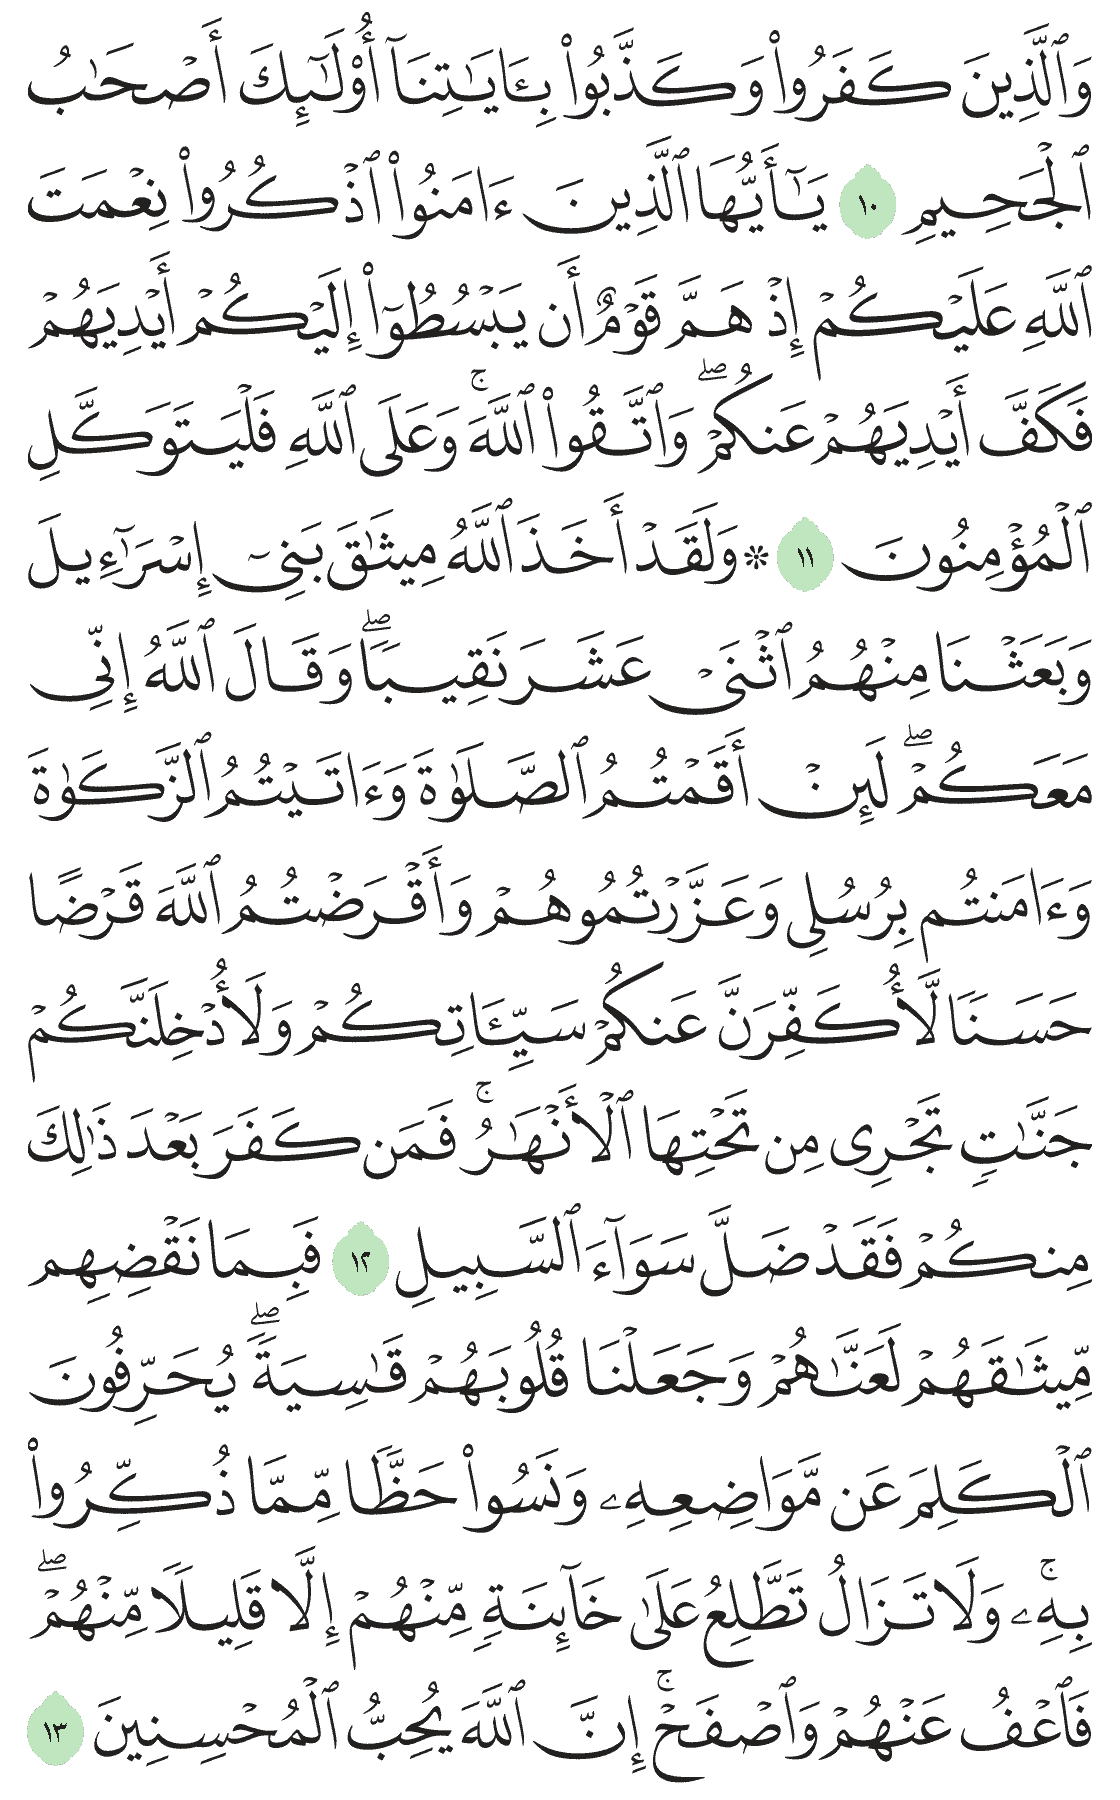 وَٱلَّذِينَ كَفَرُوا۟ وَكَذَّبُوا۟ بِـَٔايَـٰتِنَآ أُو۟لَـٰٓئِكَ أَصْحَـٰبُ
ٱلْجَحِيمِ ١٠ يَـٰٓأَيُّهَا ٱلَّذِينَ ءَامَنُوا۟ ٱذْكُرُوا۟ نِعْمَتَ
ٱللَّهِ عَلَيْكُمْ إِذْ هَمَّ قَوْمٌ أَن يَبْسُطُوٓا۟ إِلَيْكُمْ أَيْدِيَهُمْ
فَكَفَّ أَيْدِيَهُمْ عَنكُمْ ۖ وَٱتَّقُوا۟ ٱللَّهَ ۚ وَعَلَى ٱللَّهِ فَلْيَتَوَكَّلِ
ٱلْمُؤْمِنُونَ ١١ ۞ وَلَقَدْ أَخَذَ ٱللَّهُ مِيثَـٰقَ بَنِىٓ إِسْرَٰٓءِيلَ
وَبَعَثْنَا مِنْهُمُ ٱثْنَىْ عَشَرَ نَقِيبًا ۖ وَقَالَ ٱللَّهُ إِنِّى
مَعَكُمْ ۖ لَئِنْ أَقَمْتُمُ ٱلصَّلَوٰةَ وَءَاتَيْتُمُ ٱلزَّكَوٰةَ
وَءَامَنتُم بِرُسُلِى وَعَزَّرْتُمُوهُمْ وَأَقْرَضْتُمُ ٱللَّهَ قَرْضًا
حَسَنًا لَّأُكَفِّرَنَّ عَنكُمْ سَيِّـَٔاتِكُمْ وَلَأُدْخِلَنَّكُمْ
جَنَّـٰتٍ تَجْرِى مِن تَحْتِهَا ٱلْأَنْهَـٰرُ ۚ فَمَن كَفَرَ بَعْدَ ذَٰلِكَ
مِنكُمْ فَقَدْ ضَلَّ سَوَآءَ ٱلسَّبِيلِ ١٢ فَبِمَا نَقْضِهِم
مِّيثَـٰقَهُمْ لَعَنَّـٰهُمْ وَجَعَلْنَا قُلُوبَهُمْ قَـٰسِيَةً ۖ يُحَرِّفُونَ
ٱلْكَلِمَ عَن مَّوَاضِعِهِۦ وَنَسُوا۟ حَظًّا مِّمَّا ذُكِّرُوا۟
بِهِۦ ۚ وَلَا تَزَالُ تَطَّلِعُ عَلَىٰ خَآئِنَةٍ مِّنْهُمْ إِلَّا قَلِيلًا مِّنْهُمْ ۖ
فَٱعْفُ عَنْهُمْ وَٱصْفَحْ ۚ إِنَّ ٱللَّهَ يُحِبُّ ٱلْمُحْسِنِينَ ١٣